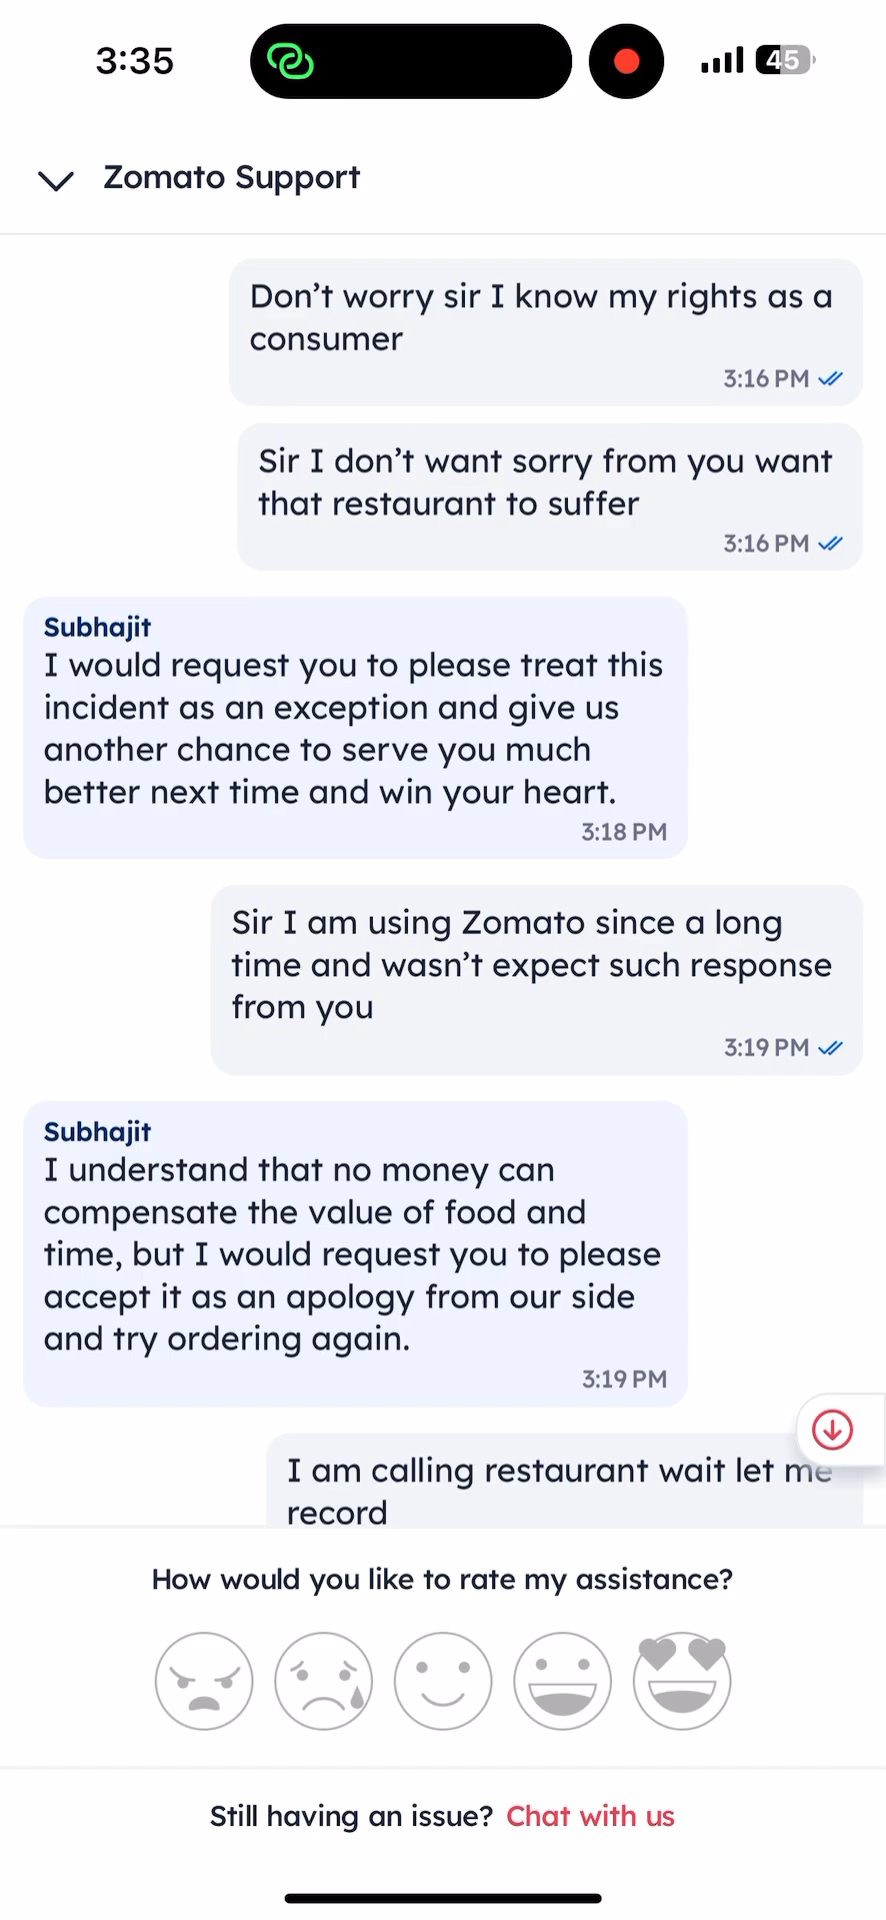 3:35
45
Zomato Support
Don’t worry sir I know my rights as a
consumer
3:16 PM
Sir I don’t want sorry from you want
that restaurant to suffer
3:16 PM
Subhajit
I would request you to please treat this
incident as an exception and give us
another chance to serve you much
better next time and win your heart.
3:18 PM
Sir I am using Zomato since a long
time and wasn’t expect such response
from you
3:19 PM
Subhajit
I understand that no money can
compensate the value of food and
time, but I would request you to please
accept it as an apology from our side
and try ordering again.
3:19 PM
I am calling restaurant wait let me
record
How would you like to rate my assistance?
Still having an issue? Chat with us